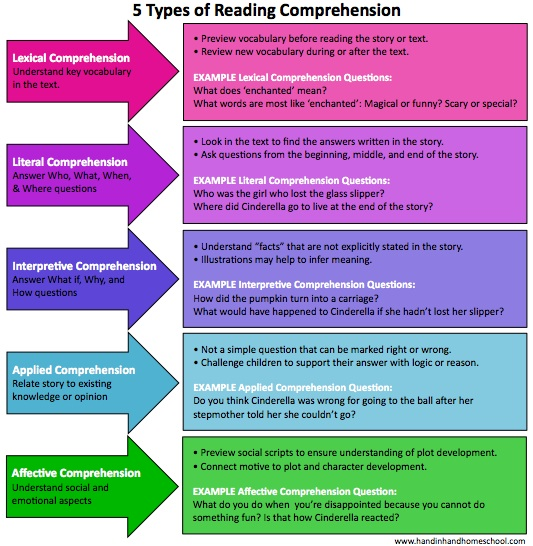 5 Types of Reading Comprehension
Lexical Comprehension
Understand key vocabulary
in the text.
• Preview vocabulary before reading the story or text.
• Review new vocabulary during or after the text.
EXAMPLE Lexical Comprehension Questions:
What does ‘enchanted’ mean?
What words are most like ‘enchanted’: Magical or funny? Scary or special?
Literal Comprehension
Answer Who, What, When,
& Where questions
• Look in the text to find the answers written in the story.
• Ask questions from the beginning, middle, and end of the story.
EXAMPLE Literal Comprehension Questions:
Who was the girl who lost the glass slipper?
Where did Cinderella go to live at the end of the story?
Interpretive Comprehension
Answer What if, Why, and
How questions
• Understand “facts” that are not explicitly stated in the story.
• Illustrations may help to infer meaning.
EXAMPLE Interpretive Comprehension Questions:
How did the pumpkin turn into a carriage?
What would have happened to Cinderella if she hadn’t lost her slipper?
Applied Comprehension
Relate story to existing
knowledge or opinion
• Not a simple question that can be marked right or wrong.
• Challenge children to support their answer with logic or reason.
EXAMPLE Applied Comprehension Question:
Do you think Cinderella was wrong for going to the ball after her
stepmother told her she couldn’t go?
Affective Comprehension
Understand social and
emotional aspects
• Preview social scripts to ensure understanding of plot development.
• Connect motive to plot and character development.
EXAMPLE Affective Comprehension Question:
What do you do when  you’re disappointed because you cannot do
something fun? Is that how Cinderella reacted?
www.handinhandhomeschool.com